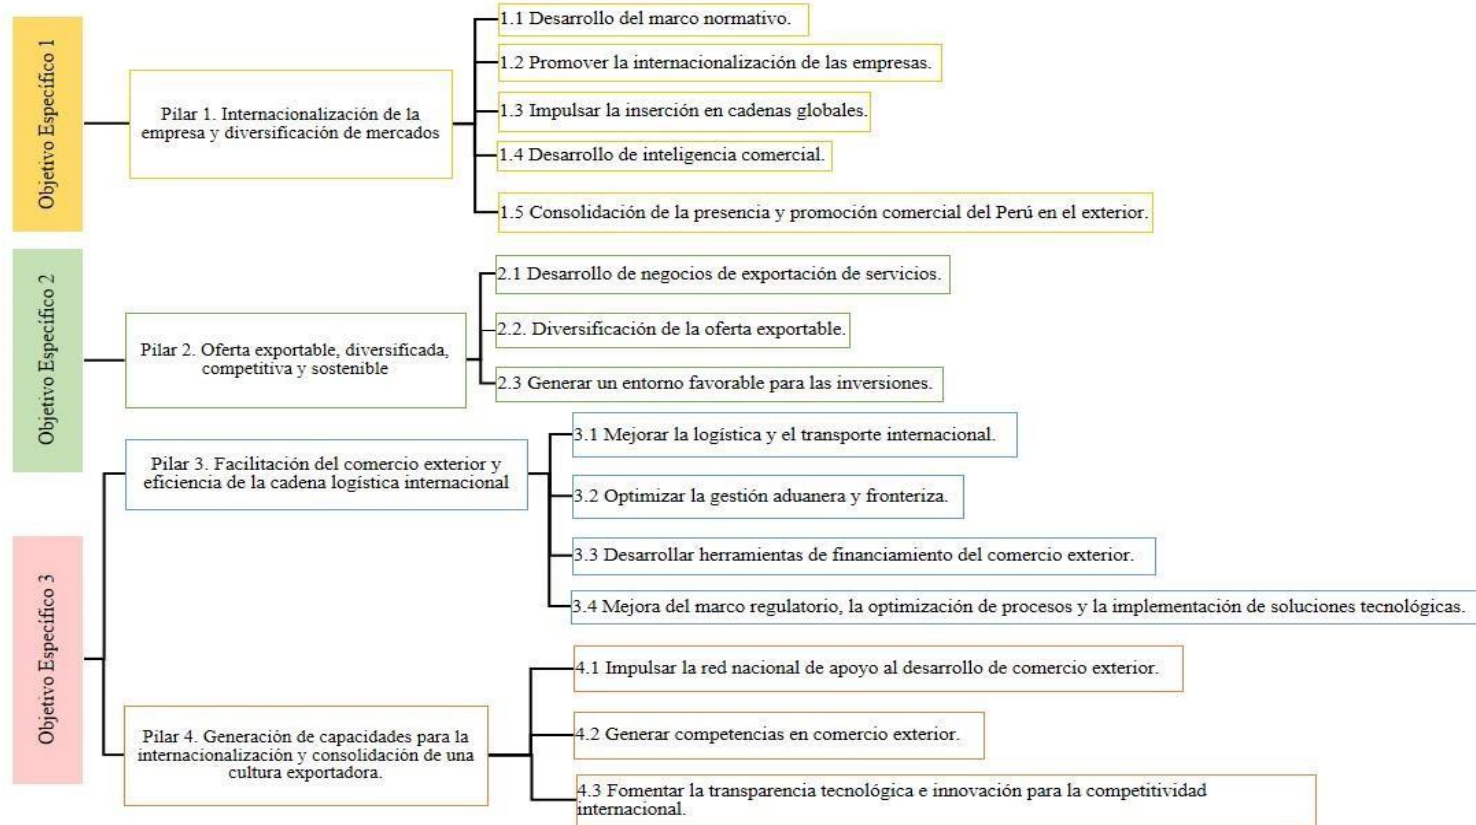 Objetivo Específico 1
Pilar 1. Internacionalización de la
empresa y diversificación de mercados
1.1 Desarrollo del marco normativo.
1.2 Promover la internacionalización de las empresas.
1.3 Impulsar la inserción en cadenas globales.
1.4 Desarrollo de inteligencia comercial.
1.5 Consolidación de la presencia y promoción comercial del Perú en el exterior.
Objetivo Específico 2
Pilar 2. Oferta exportable, diversificada,
competitiva y sostenible
2.1 Desarrollo de negocios de exportación de servicios.
2.2. Diversificación de la oferta exportable.
2.3 Generar un entorno favorable para las inversiones.
Objetivo Específico 3
Pilar 3. Facilitación del comercio exterior y
eficiencia de la cadena logística internacional
3.1 Mejorar la logística y el transporte internacional.
3.2 Optimizar la gestión aduanera y fronteriza.
3.3 Desarrollar herramientas de financiamiento del comercio exterior.
3.4 Mejora del marco regulatorio, la optimización de procesos y la implementación de soluciones tecnológicas.
Pilar 4. Generación de capacidades para la
internacionalización y consolidación de una
cultura exportadora.
4.1 Impulsar la red nacional de apoyo al desarrollo de comercio exterior.
4.2 Generar competencias en comercio exterior.
4.3 Fomentar la transparencia tecnológica e innovación para la competitividad
internacional.